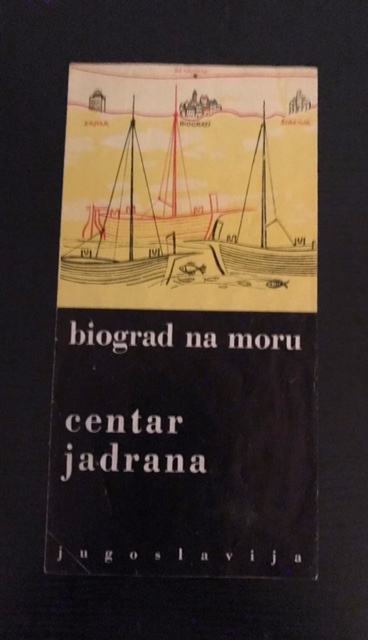 zadar
biograd
šibenik
biograd na moru
centar
jadrana
jugoslavija